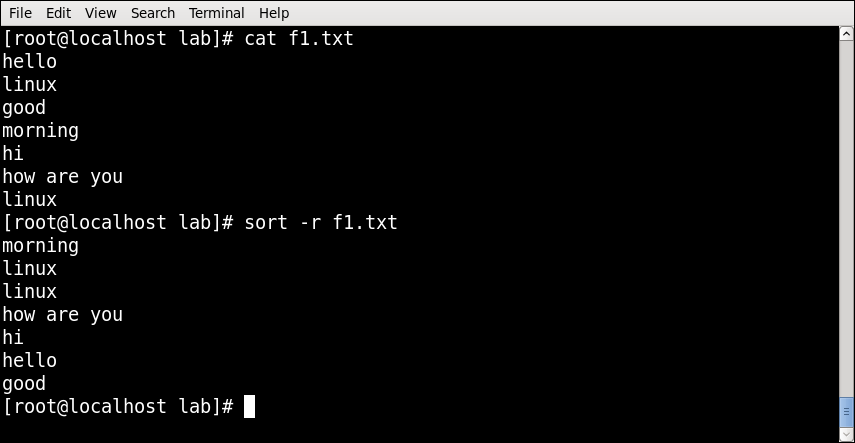 File Edit View Search Terminal Help
[root@localhost lab]# cat f1.txt
hello
linux
good
morning
hi
how are you
linux
[root@localhost lab]# sort -r f1.txt
morning
linux
linux
how are you
hi
hello
good
[root@localhost lab]#